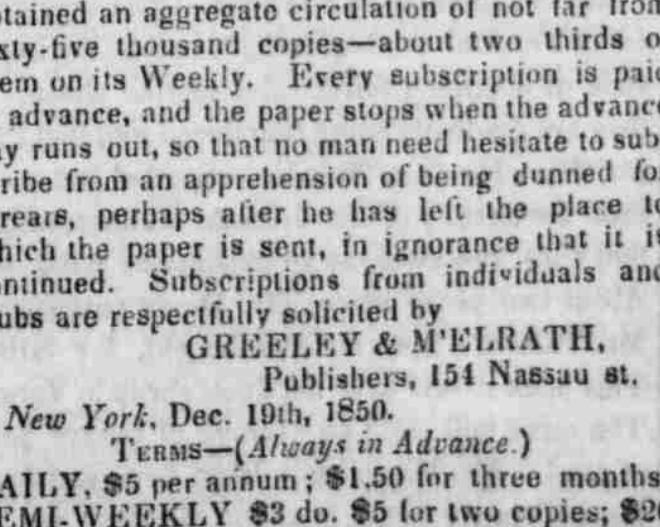 tained an aggregate circulation of not far from
xty-five thousand copies—about two thirds o
em on its Weekly. Every subscription is paid
advance, and the paper stops when the advance
ay runs out, so that no man need hesitate to sub-
ribe from an apprehension of being dunned fo
rears, perhaps after he has left the place to
hich the paper is sent, in ignorance that it is
ontinued. Subscriptions from individuals and
ubs are respectfully solicited by
GREELEY & M'ELRATH,
Publishers, 154 Nassau st.
New York, Dec. 19th, 1850.
TERMS—(Always in Advance.)
AILY, $5 per annum; $1.50 for three months
EMI-WEEKLY $3 do. $5 for two copies; $20